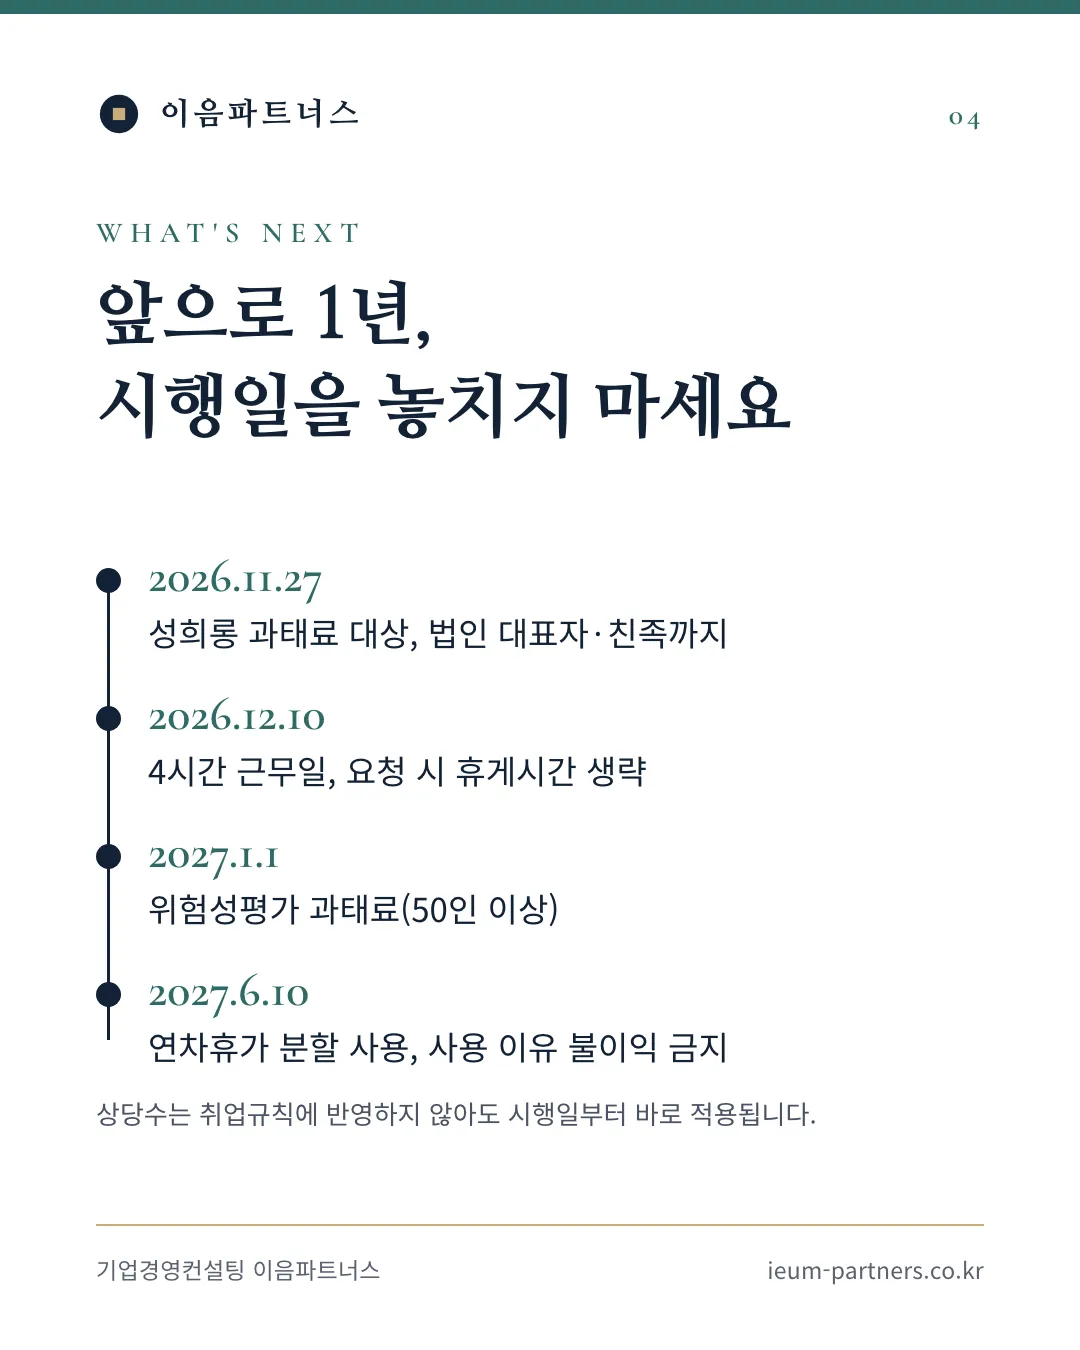 이음파트너스
04
WHAT'S NEXT
앞으로 1년,
시행일을 놓치지 마세요
2026.11.27
성희롱 과태료 대상, 법인 대표자·친족까지
2026.12.10
4시간 근무일, 요청 시 휴게시간 생략
2027.1.1
위험성평가 과태료(50인 이상)
2027.6.10
연차휴가 분할 사용, 사용 이유 불이익 금지
상당수는 취업규칙에 반영하지 않아도 시행일부터 바로 적용됩니다.
기업경영컨설팅 이음파트너스
ieum-partners.co.kr